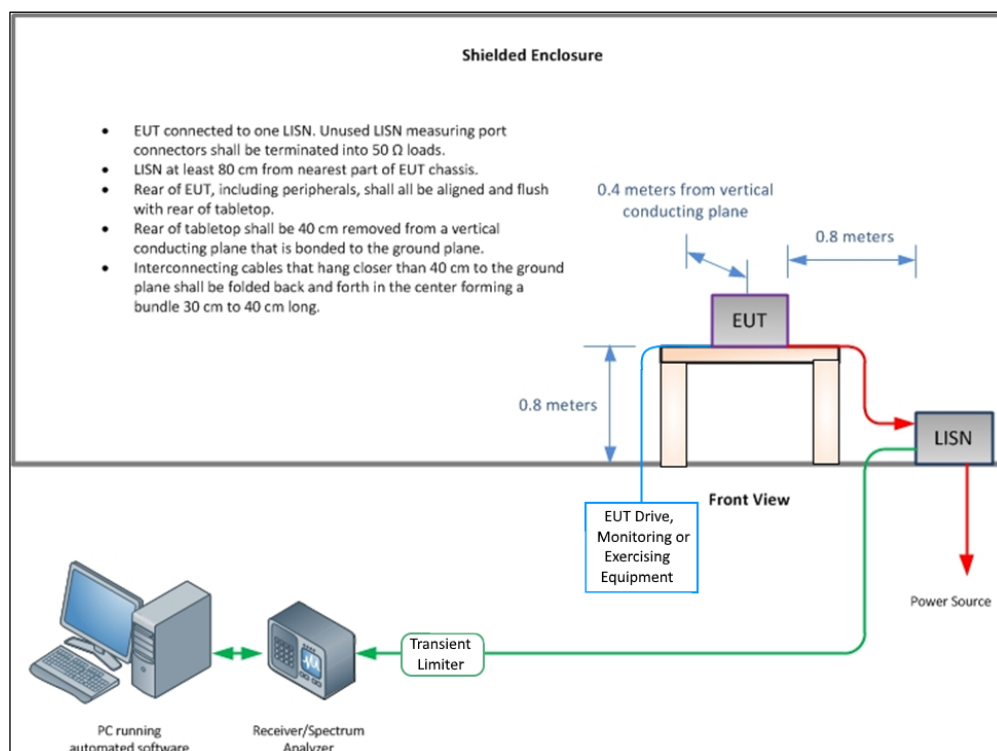 Shielded Enclosure
• EUT connected to one LISN. Unused LISN measuring port
connectors shall be terminated into 50 Ω loads.
• LISN at least 80 cm from nearest part of EUT chassis.
• Rear of EUT, including peripherals, shall all be aligned and flush
with rear of tabletop.
• Rear of tabletop shall be 40 cm removed from a vertical
conducting plane that is bonded to the ground plane.
• Interconnecting cables that hang closer than 40 cm to the ground
plane shall be folded back and forth in the center forming a
bundle 30 cm to 40 cm long.
0.4 meters from vertical
conducting plane
0.8 meters
EUT
0.8 meters
LISN
Front View
EUT Drive,
Monitoring or
Exercising
Equipment
Power Source
Transient
Limiter
PC running
automated software
Receiver/Spectrum
Analyzer